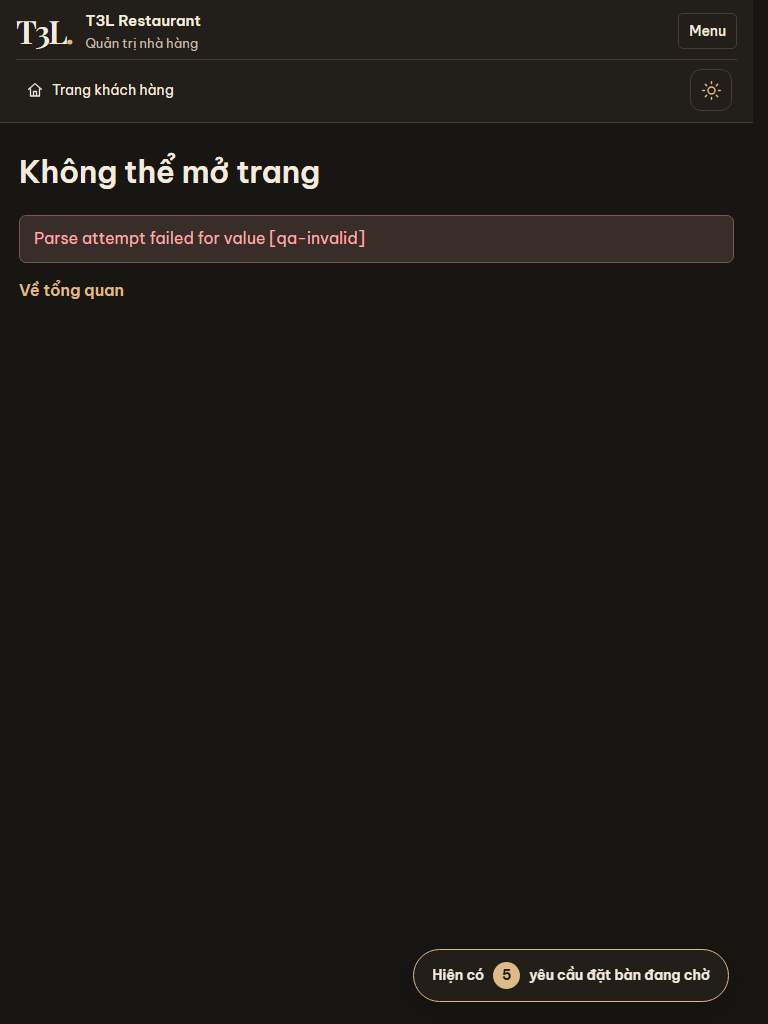 T3L.
T3L Restaurant
Quản trị nhà hàng
Menu
Trang khách hàng
Không thể mở trang
Parse attempt failed for value [qa-invalid]
Về tổng quan
Hiện có 5 yêu cầu đặt bàn đang chờ